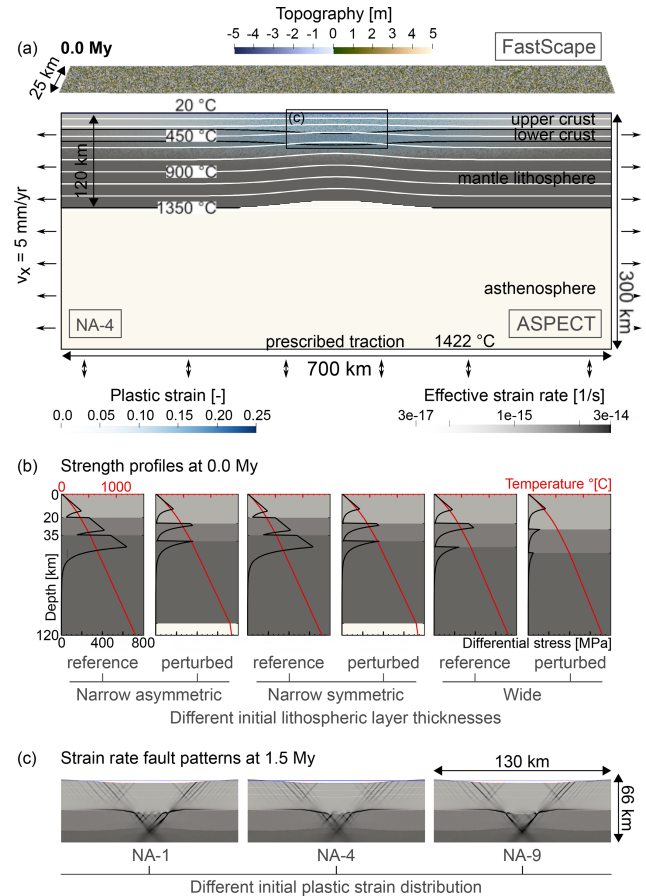 Topography [m]
(a) 0.0 My
-5 -4 -3 -2 -1 0 1 2 3 4 5
FastScape
25 km
20 °C
(c)
upper crust
450 °C
lower crust
120 km
900 °C
mantle lithosphere
1350 °C
vx = 5 mm/yr
300 km
asthenosphere
NA-4
ASPECT
prescribed traction 1422 °C
700 km
Plastic strain [-]
Effective strain rate [1/s]
0.0 0.05 0.10 0.15 0.20 0.25
3e-17 1e-15 3e-14
(b) Strength profiles at 0.0 My
0 1000
Temperature °[C]
0
20
35
Depth [km]
120
0 400 800
Differential stress [MPa]
reference perturbed reference perturbed reference perturbed
Narrow asymmetric Narrow symmetric Wide
Different initial lithospheric layer thicknesses
(c) Strain rate fault patterns at 1.5 My
130 km
66 km
NA-1 NA-4 NA-9
Different initial plastic strain distribution